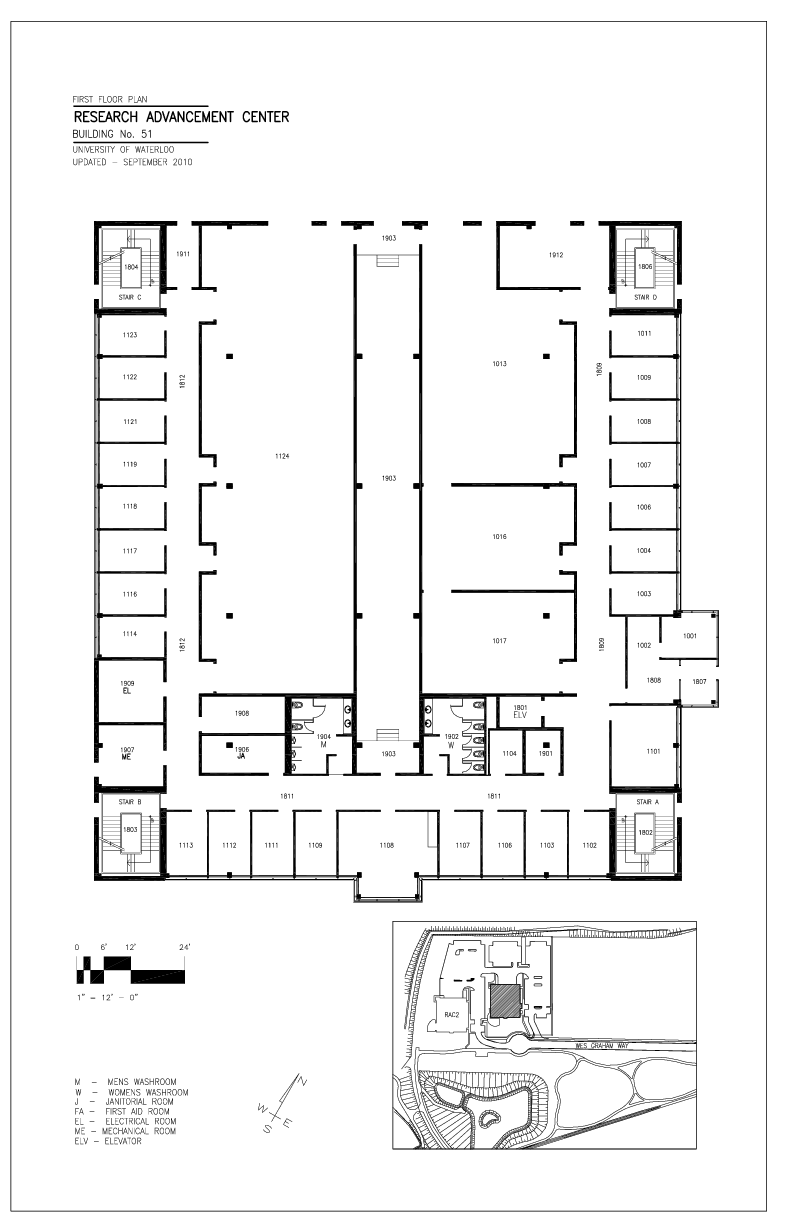 FIRST FLOOR PLAN
RESEARCH ADVANCEMENT CENTER
BUILDING No. 51
UNIVERSITY OF WATERLOO
UPDATED – SEPTEMBER 2010
1903
1911
1912
1804
1806
STAIR C
STAIR D
1123
1011
1013
1812
1809
1122
1009
1121
1008
1124
1119
1007
1903
1118
1006
1016
1117
1004
1116
1003
1114
1812
1017
1809
1002
1001
1909
EL
1808
1807
1908
1801
ELV
1904
M
1902
W
1907
ME
1906
JA
1903
1104
1901
1101
1811
1811
STAIR B
STAIR A
1803
1802
1113
1112
1111
1109
1108
1107
1106
1103
1102
0 6' 12' 24'
1" = 12' – 0"
RAC2
WES GRAHAM WAY
M – MENS WASHROOM
W – WOMENS WASHROOM
J – JANITORIAL ROOM
FA – FIRST AID ROOM
EL – ELECTRICAL ROOM
ME – MECHANICAL ROOM
ELV – ELEVATOR
N
W
E
S